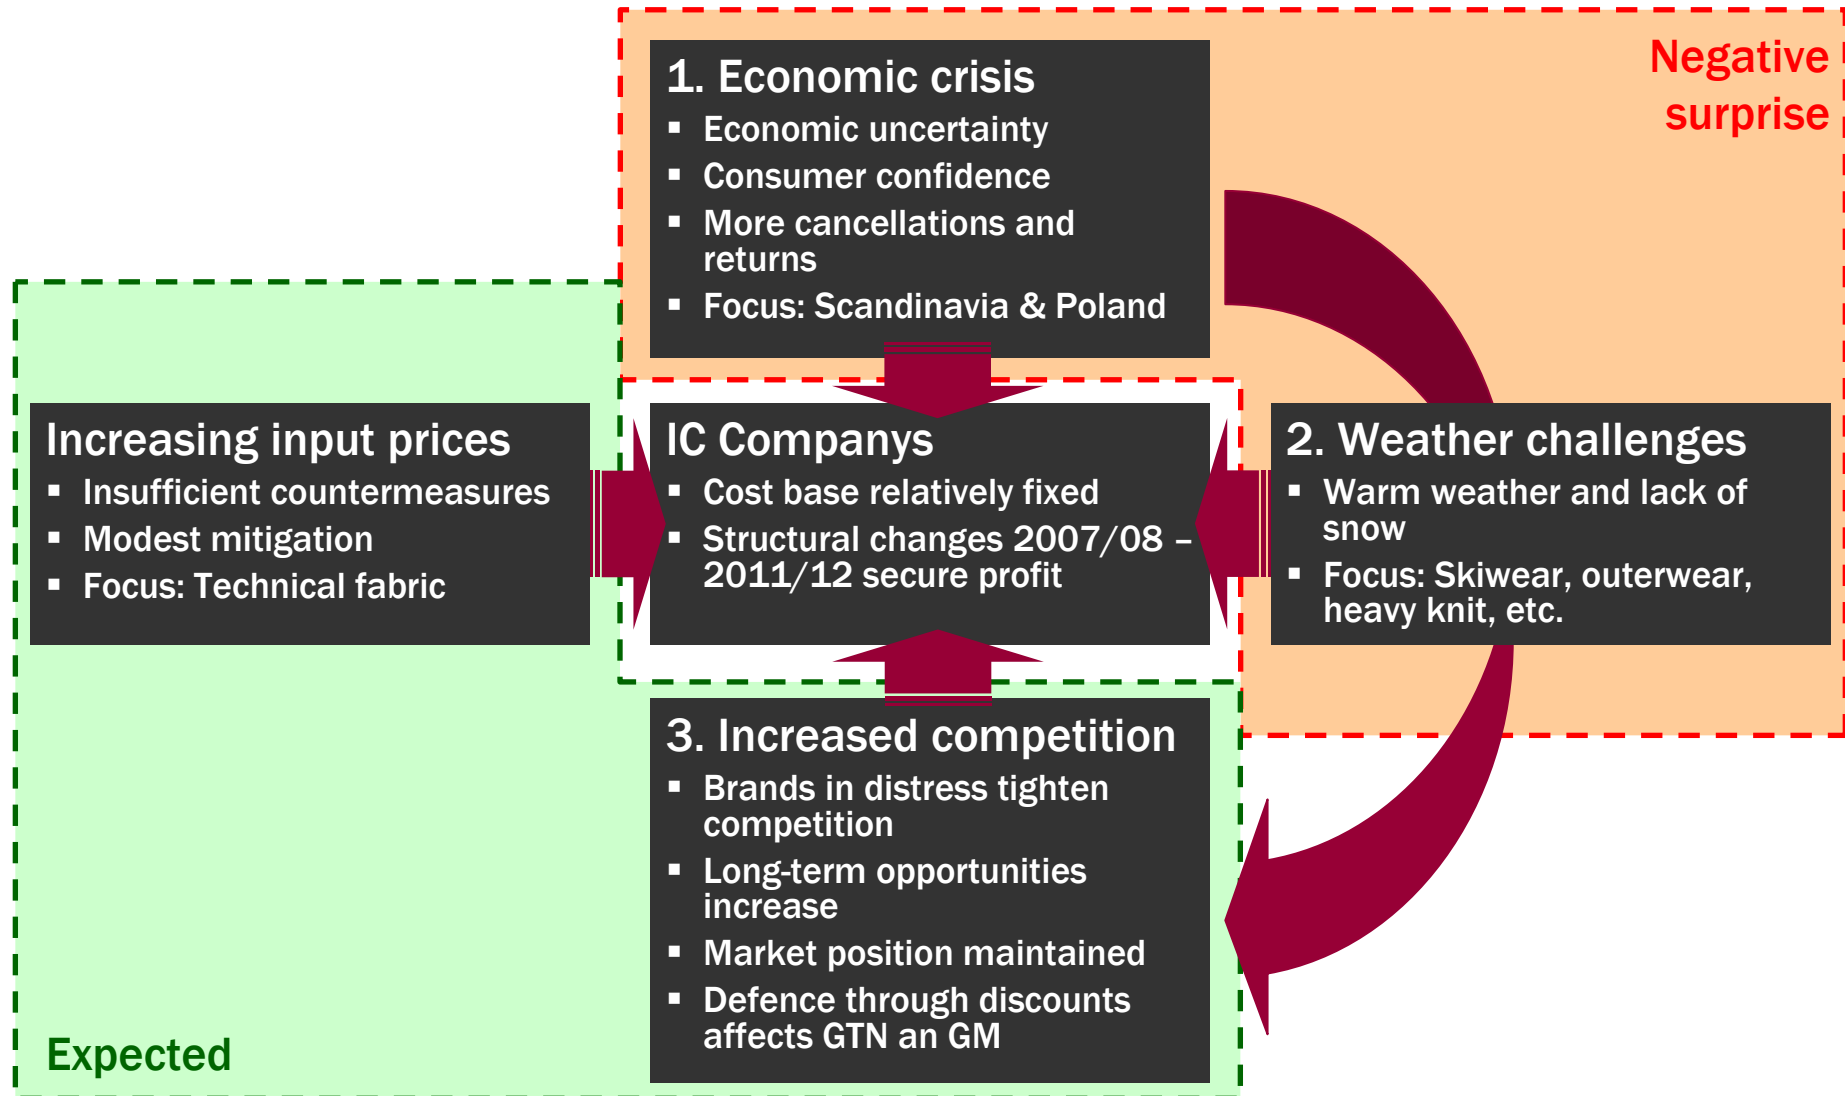 Negative
surprise
1. Economic crisis
▪ Economic uncertainty
▪ Consumer confidence
▪ More cancellations and
returns
▪ Focus: Scandinavia & Poland
Increasing input prices
▪ Insufficient countermeasures
▪ Modest mitigation
▪ Focus: Technical fabric
IC Companys
▪ Cost base relatively fixed
▪ Structural changes 2007/08 –
2011/12 secure profit
2. Weather challenges
▪ Warm weather and lack of
snow
▪ Focus: Skiwear, outerwear,
heavy knit, etc.
3. Increased competition
▪ Brands in distress tighten
competition
▪ Long-term opportunities
increase
▪ Market position maintained
▪ Defence through discounts
affects GTN an GM
Expected